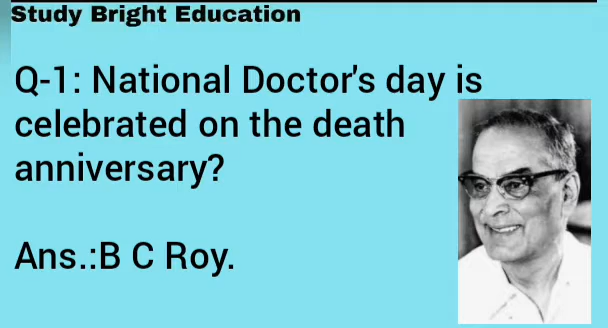 Study Bright Education
Q-1: National Doctor's day is
celebrated on the death
anniversary?
Ans.:B C Roy.